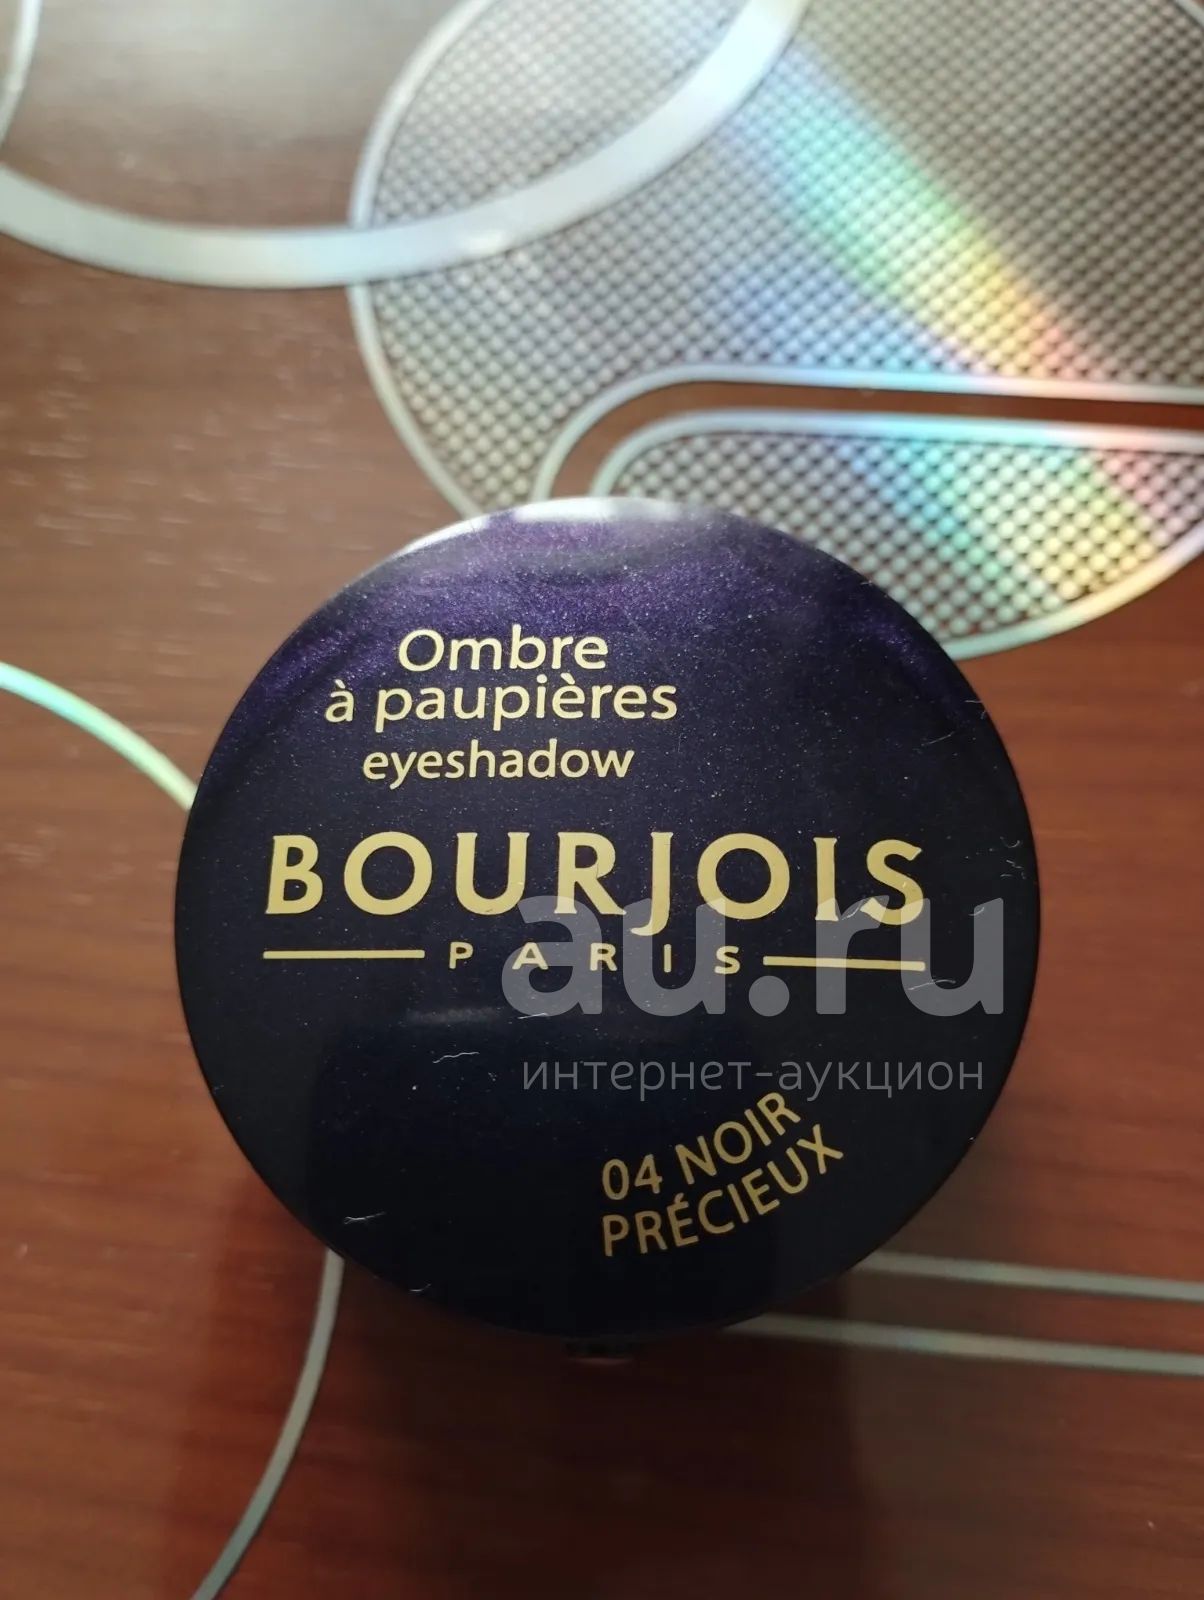 Ombre
à paupières
eyeshadow
BOURJOIS
PARIS
au.ru
интернет-аукцион
04 NOIR
PRÉCIEUX